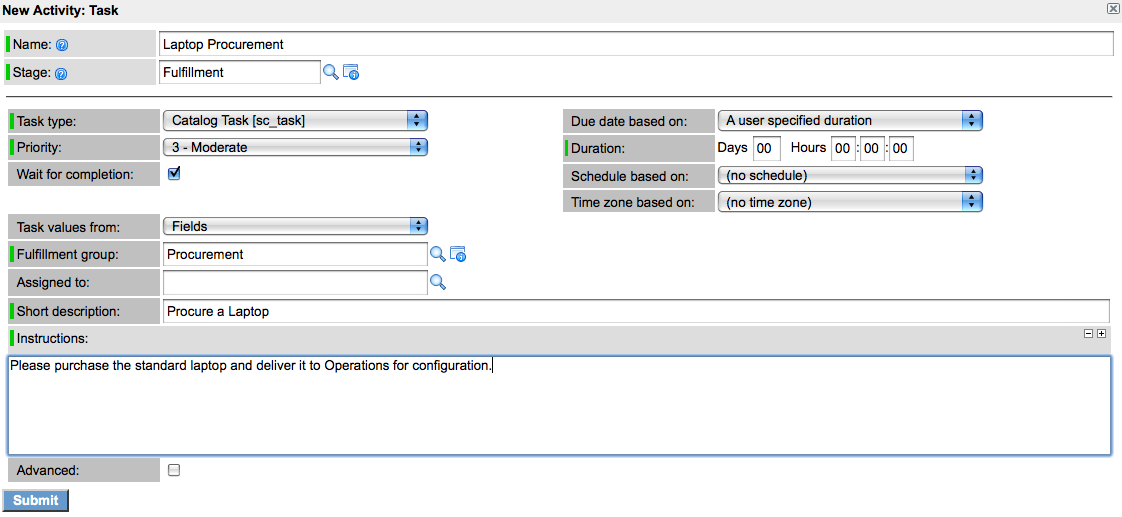 New Activity: Task
Name: Laptop Procurement
Stage: Fulfillment
Task type: Catalog Task [sc_task]
Priority: 3 - Moderate
Wait for completion:
Due date based on: A user specified duration
Duration: Days 00 Hours 00:00:00
Schedule based on: (no schedule)
Time zone based on: (no time zone)
Task values from: Fields
Fulfillment group: Procurement
Assigned to:
Short description: Procure a Laptop
Instructions:
Please purchase the standard laptop and deliver it to Operations for configuration.
Advanced:
Submit